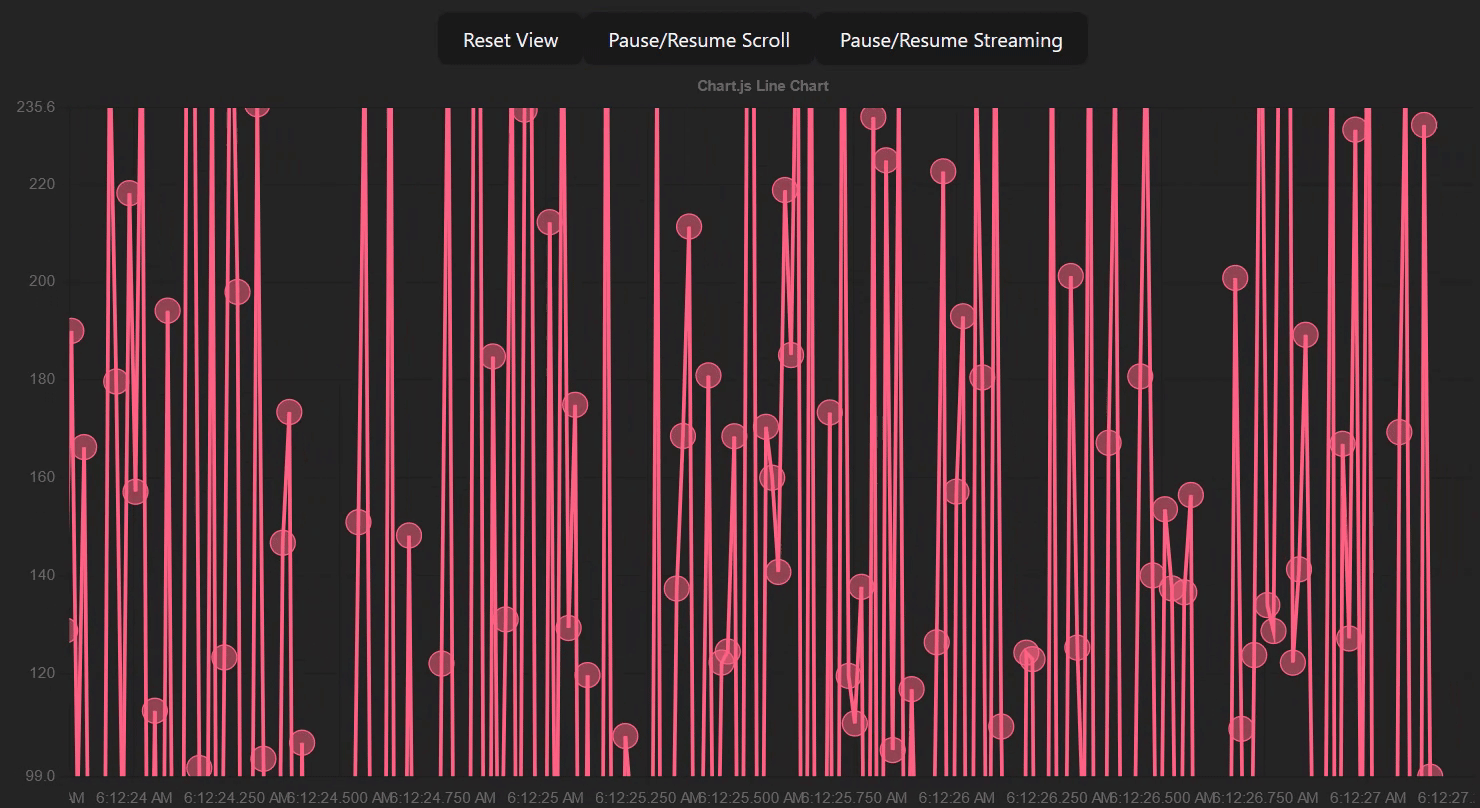 Reset View Pause/Resume Scroll Pause/Resume Streaming
Chart.js Line Chart
235.6
220
200
180
160
140
120
99.0
AM 6:12:24 AM 6:12:24.250 AM 6:12:24.500 AM 6:12:24.750 AM 6:12:25 AM 6:12:25.250 AM 6:12:25.500 AM 6:12:25.750 AM 6:12:26 AM 6:12:26.250 AM 6:12:26.500 AM 6:12:26.750 AM 6:12:27 AM 6:12:27